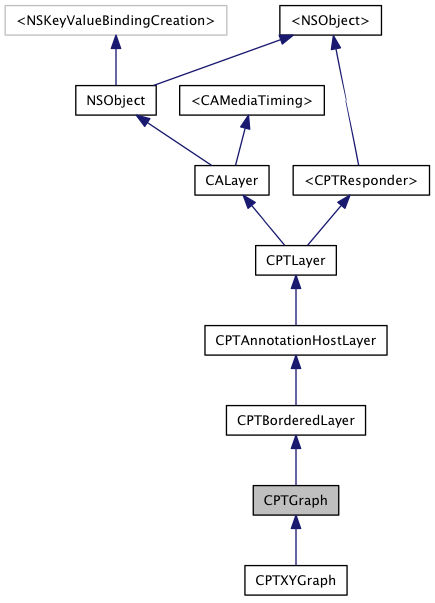 <NSKeyValueBindingCreation>
<NSObject>
NSObject
<CAMediaTiming>
CALayer
<CPTResponder>
CPTLayer
CPTAnnotationHostLayer
CPTBorderedLayer
CPTGraph
CPTXYGraph